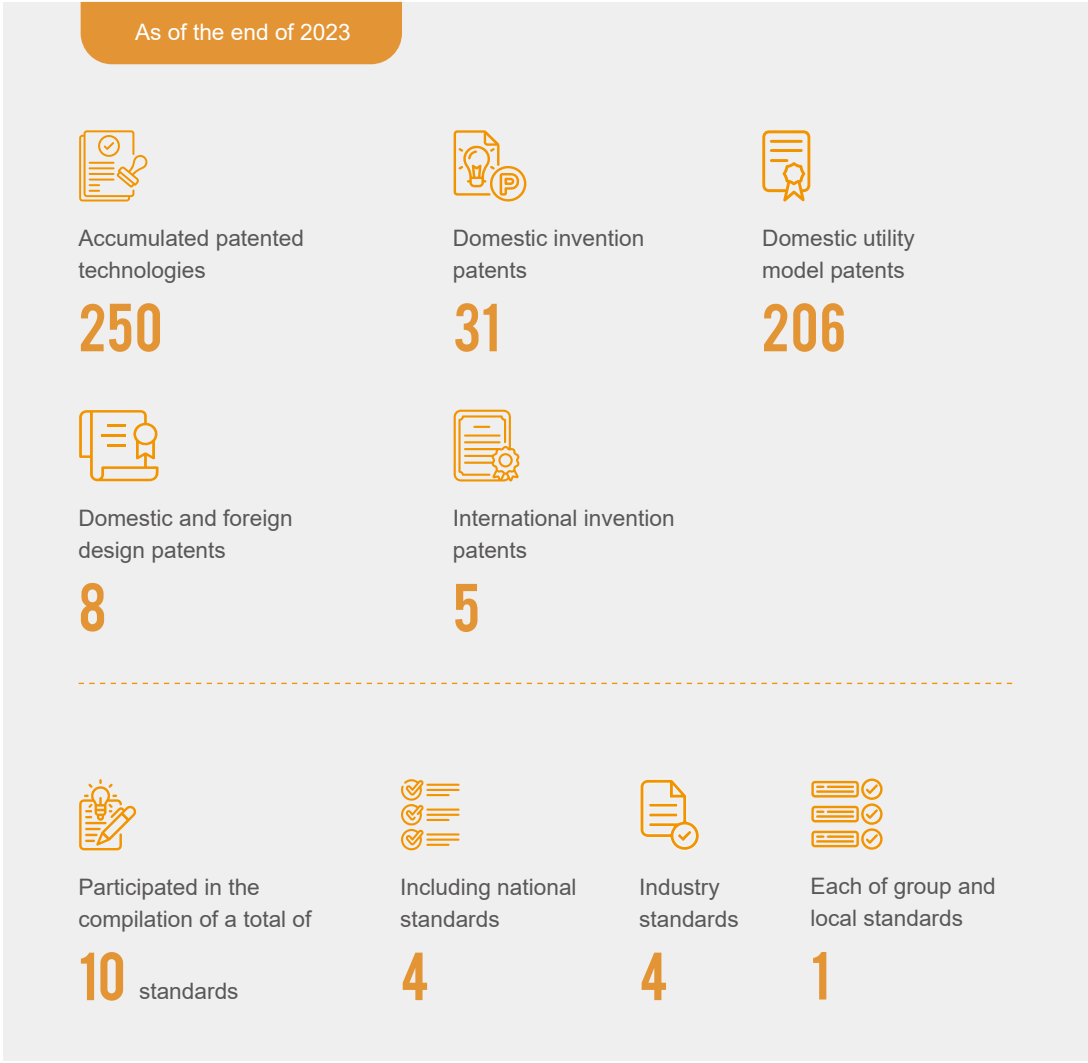 As of the end of 2023
Accumulated patented
technologies
250
Domestic invention
patents
31
Domestic utility
model patents
206
Domestic and foreign
design patents
8
International invention
patents
5
Participated in the
compilation of a total of
10 standards
Including national
standards
4
Industry
standards
4
Each of group and
local standards
1